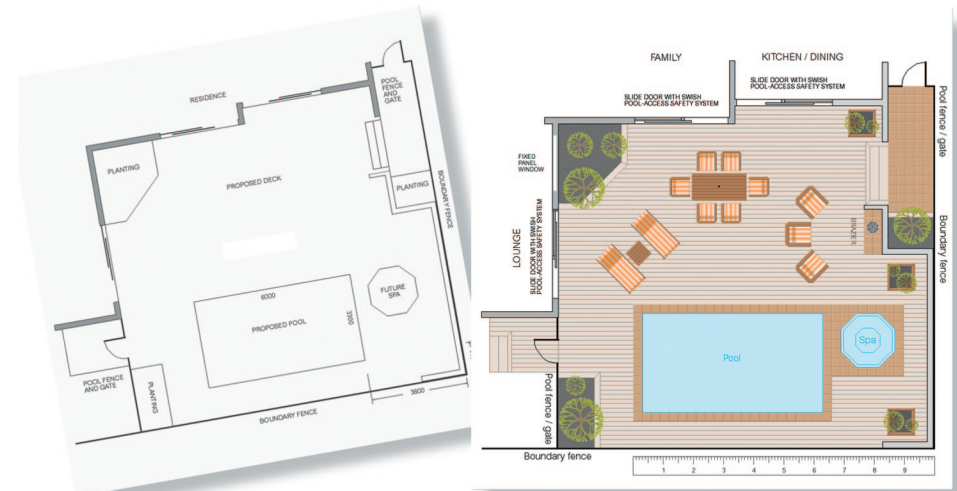 RESIDENCE
POOL
FENCE
AND
GATE
PLANTING
PROPOSED DECK
PLANTING
BOUNDARY FENCE
6000
3000
FUTURE
SPA
PROPOSED POOL
POOL FENCE
AND GATE
PLANTING
3600
BOUNDARY FENCE
FAMILY
KITCHEN / DINING
SLIDE DOOR WITH SWISH
POOL-ACCESS SAFETY SYSTEM
SLIDE DOOR WITH SWISH
POOL-ACCESS SAFETY SYSTEM
Pool fence / gate
FIXED
PANEL
WINDOW
LOUNGE
SLIDE DOOR WITH SWISH
POOL-ACCESS SAFETY SYSTEM
BRAZIER
Boundary fence
Pool
Spa
Pool fence / gate
Boundary fence
1 2 3 4 5 6 7 8 9